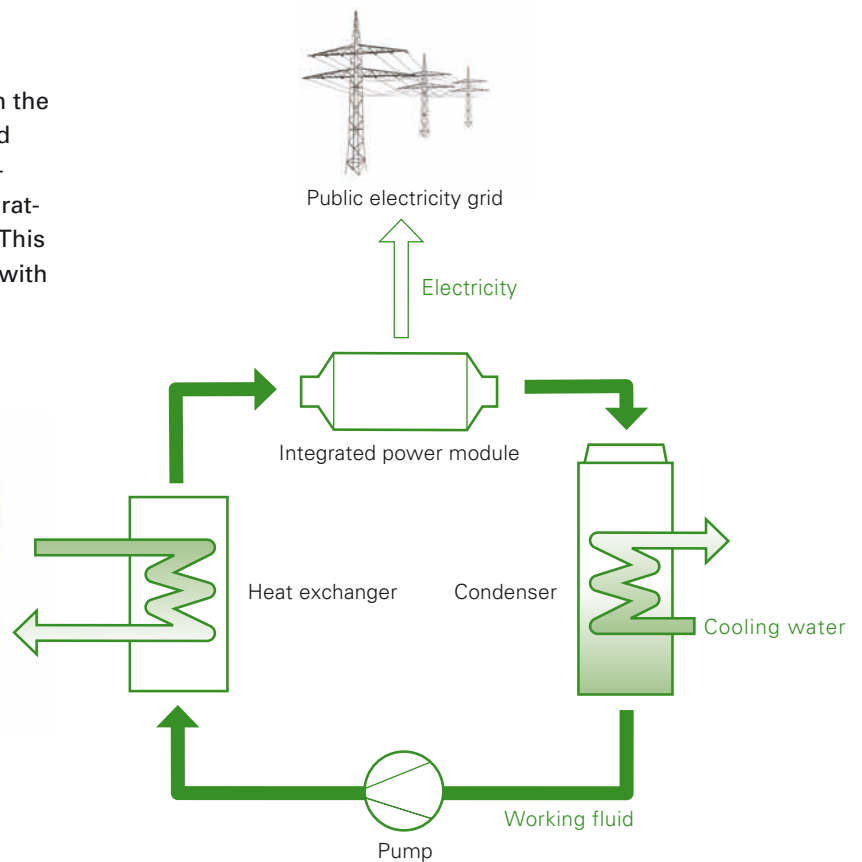 n the
d
-
rat-
This
with
Public electricity grid
Electricity
Integrated power module
Heat exchanger
Condenser
Cooling water
Working fluid
Pump